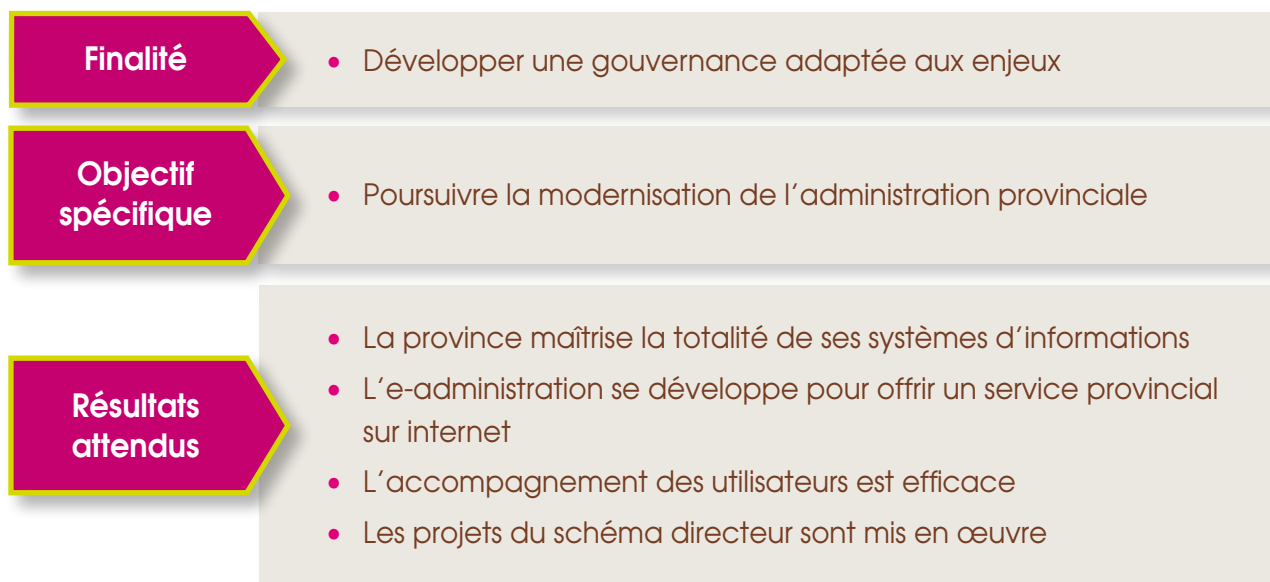 Finalité
• Développer une gouvernance adaptée aux enjeux
Objectif
spécifique
• Poursuivre la modernisation de l'administration provinciale
Résultats
attendus
• La province maîtrise la totalité de ses systèmes d'informations
• L'e-administration se développe pour offrir un service provincial
sur internet
• L'accompagnement des utilisateurs est efficace
• Les projets du schéma directeur sont mis en œuvre